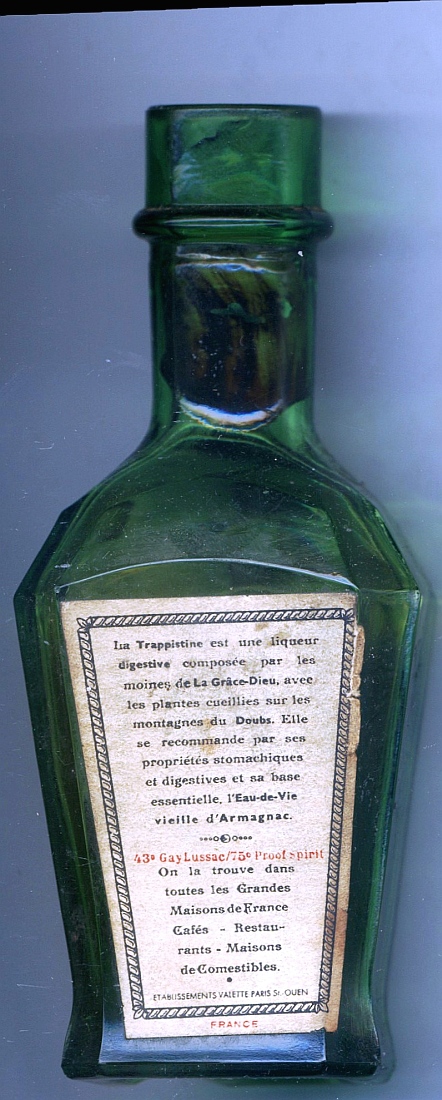 La Trappistine est une liqueur
digestive composée par les
moines de La Grâce-Dieu, avec
les plantes cueillies sur les
montagnes du Doubs. Elle
se recommande par ses
propriétés stomachiques
et digestives et sa base
essentielle, l'Eau-de-Vie
vieille d'Armagnac.
43° Gay Lussac/75° Proof Spirit
On la trouve dans
toutes les Grandes
Maisons de France
Cafés - Restau-
rants - Maisons
de Comestibles.
ETABLISSEMENTS VALETTE PARIS St. OUEN
FRANCE